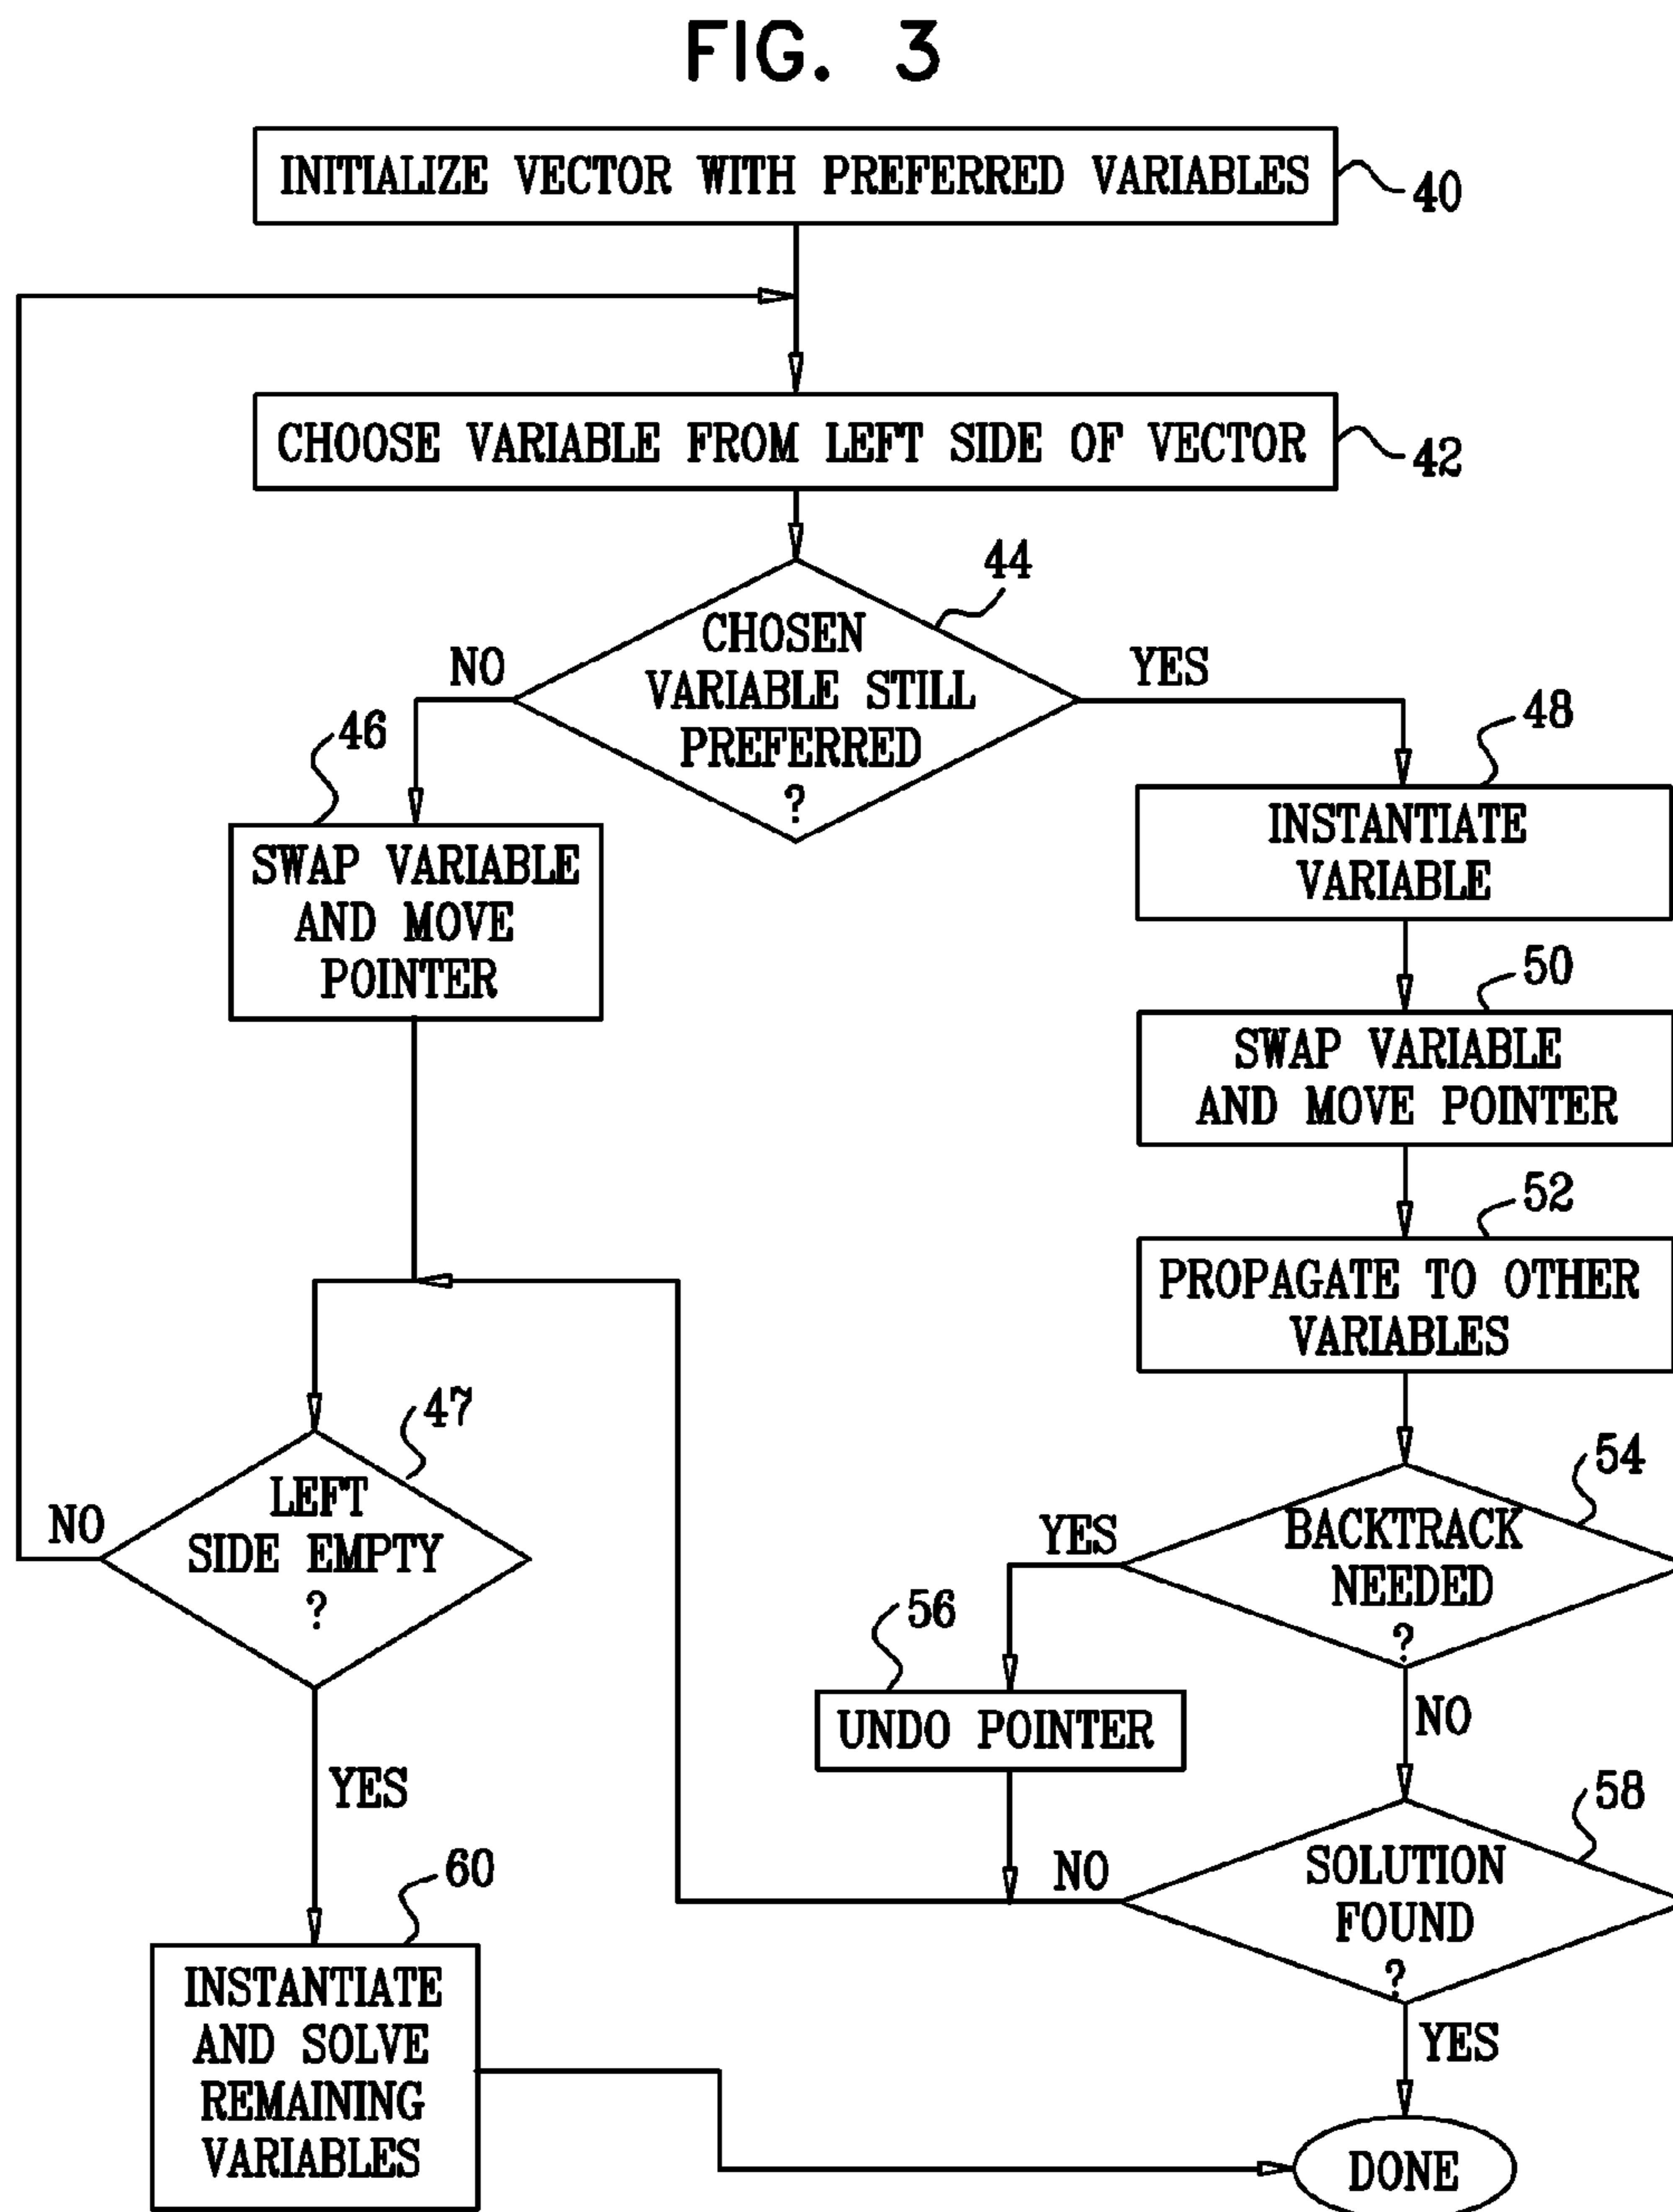 FIG. 3
INITIALIZE VECTOR WITH PREFERRED VARIABLES
40
CHOOSE VARIABLE FROM LEFT SIDE OF VECTOR
42
44
CHOSEN
VARIABLE STILL
PREFERRED
?
NO
YES
46
SWAP VARIABLE
AND MOVE
POINTER
48
INSTANTIATE
VARIABLE
50
SWAP VARIABLE
AND MOVE POINTER
52
PROPAGATE TO OTHER
VARIABLES
47
LEFT
SIDE EMPTY
?
NO
YES
54
BACKTRACK
NEEDED
?
YES
NO
56
UNDO POINTER
58
SOLUTION
FOUND
?
NO
YES
60
INSTANTIATE
AND SOLVE
REMAINING
VARIABLES
DONE